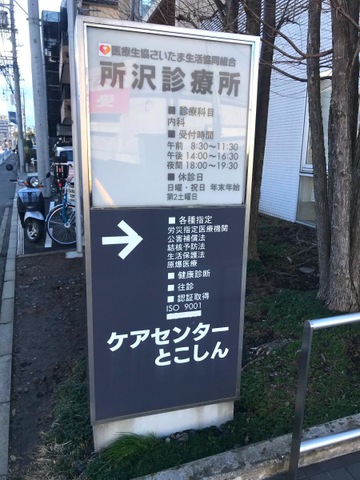 医療生協さいたま生活協同組合
所沢診療所
■ 診療科目
内科
■ 受付時間
午前 8:30〜11:30
午後 14:00〜16:30
夜間 18:00〜19:30
■ 休診日
日曜・祝日 年末年始
第2土曜日
■ 各種指定
労災指定医療機関
公害補償法
結核予防法
生活保護法
原爆医療
■ 健康診断
■ 往診
■ 認証取得
ISO 9001
ケアセンター
とこしん